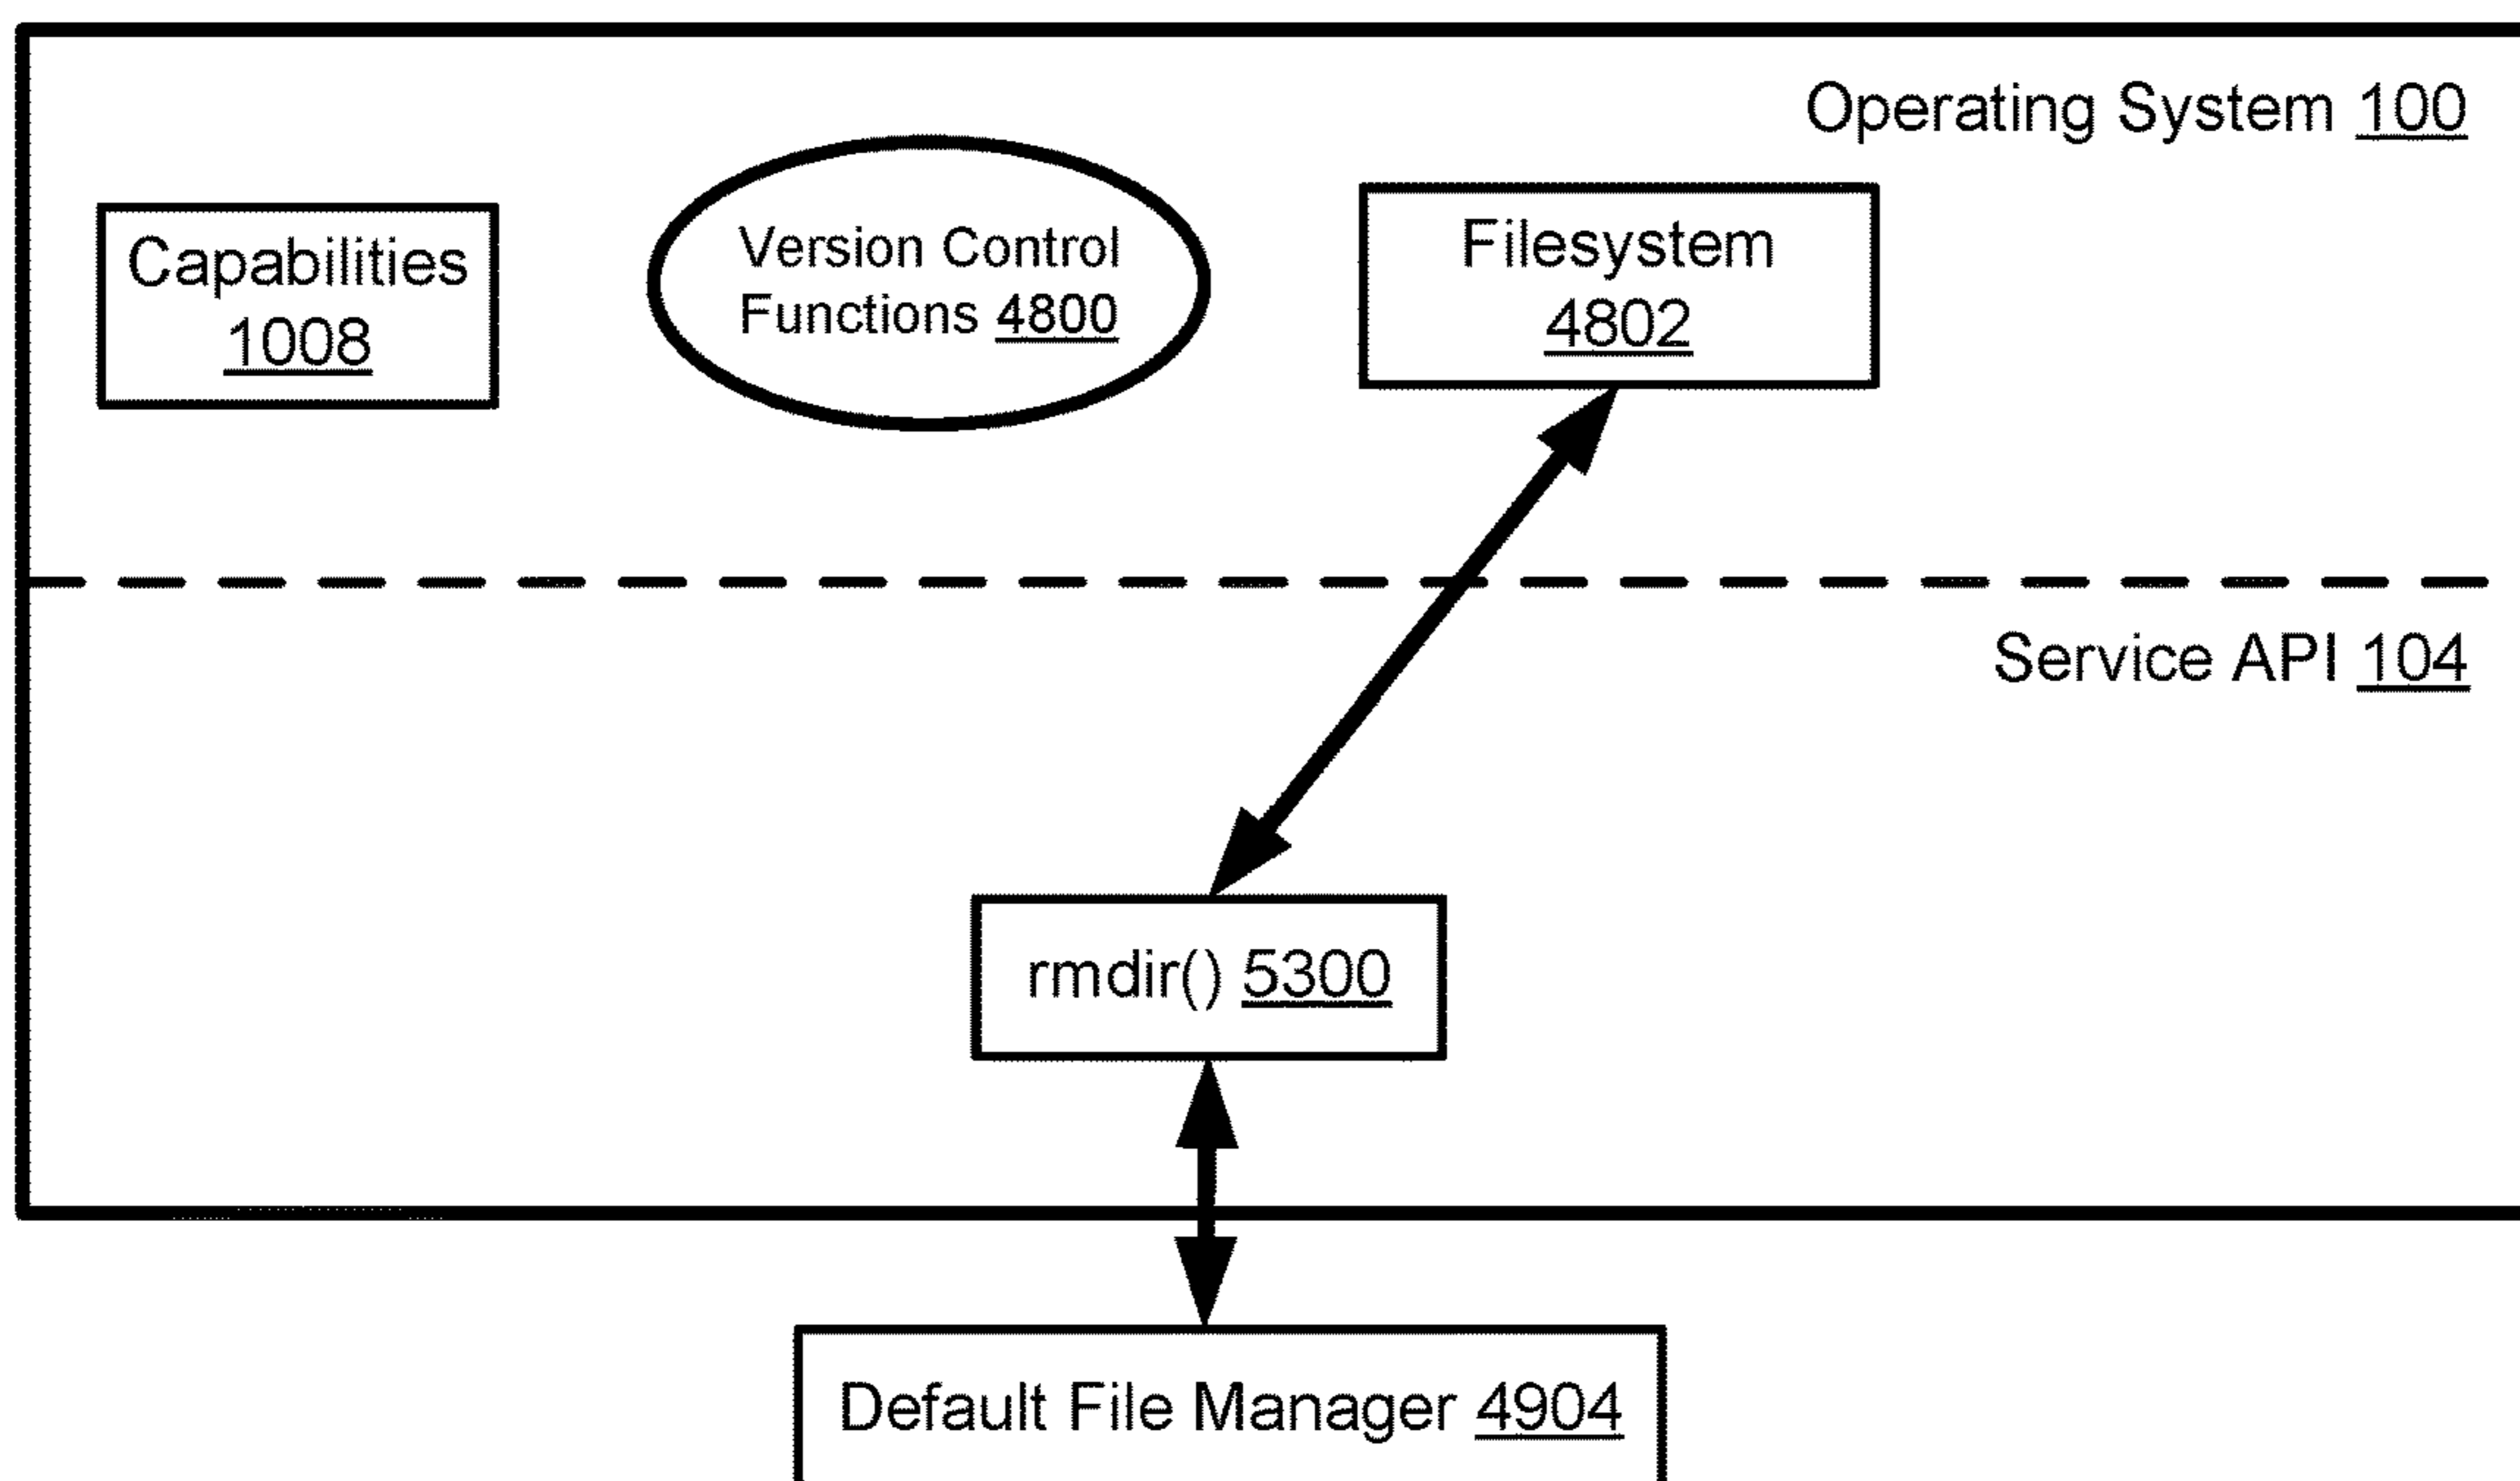 Operating System 100
Capabilities
1008
Version Control
Functions 4800
Filesystem
4802
Service API 104
rmdir() 5300
Default File Manager 4904